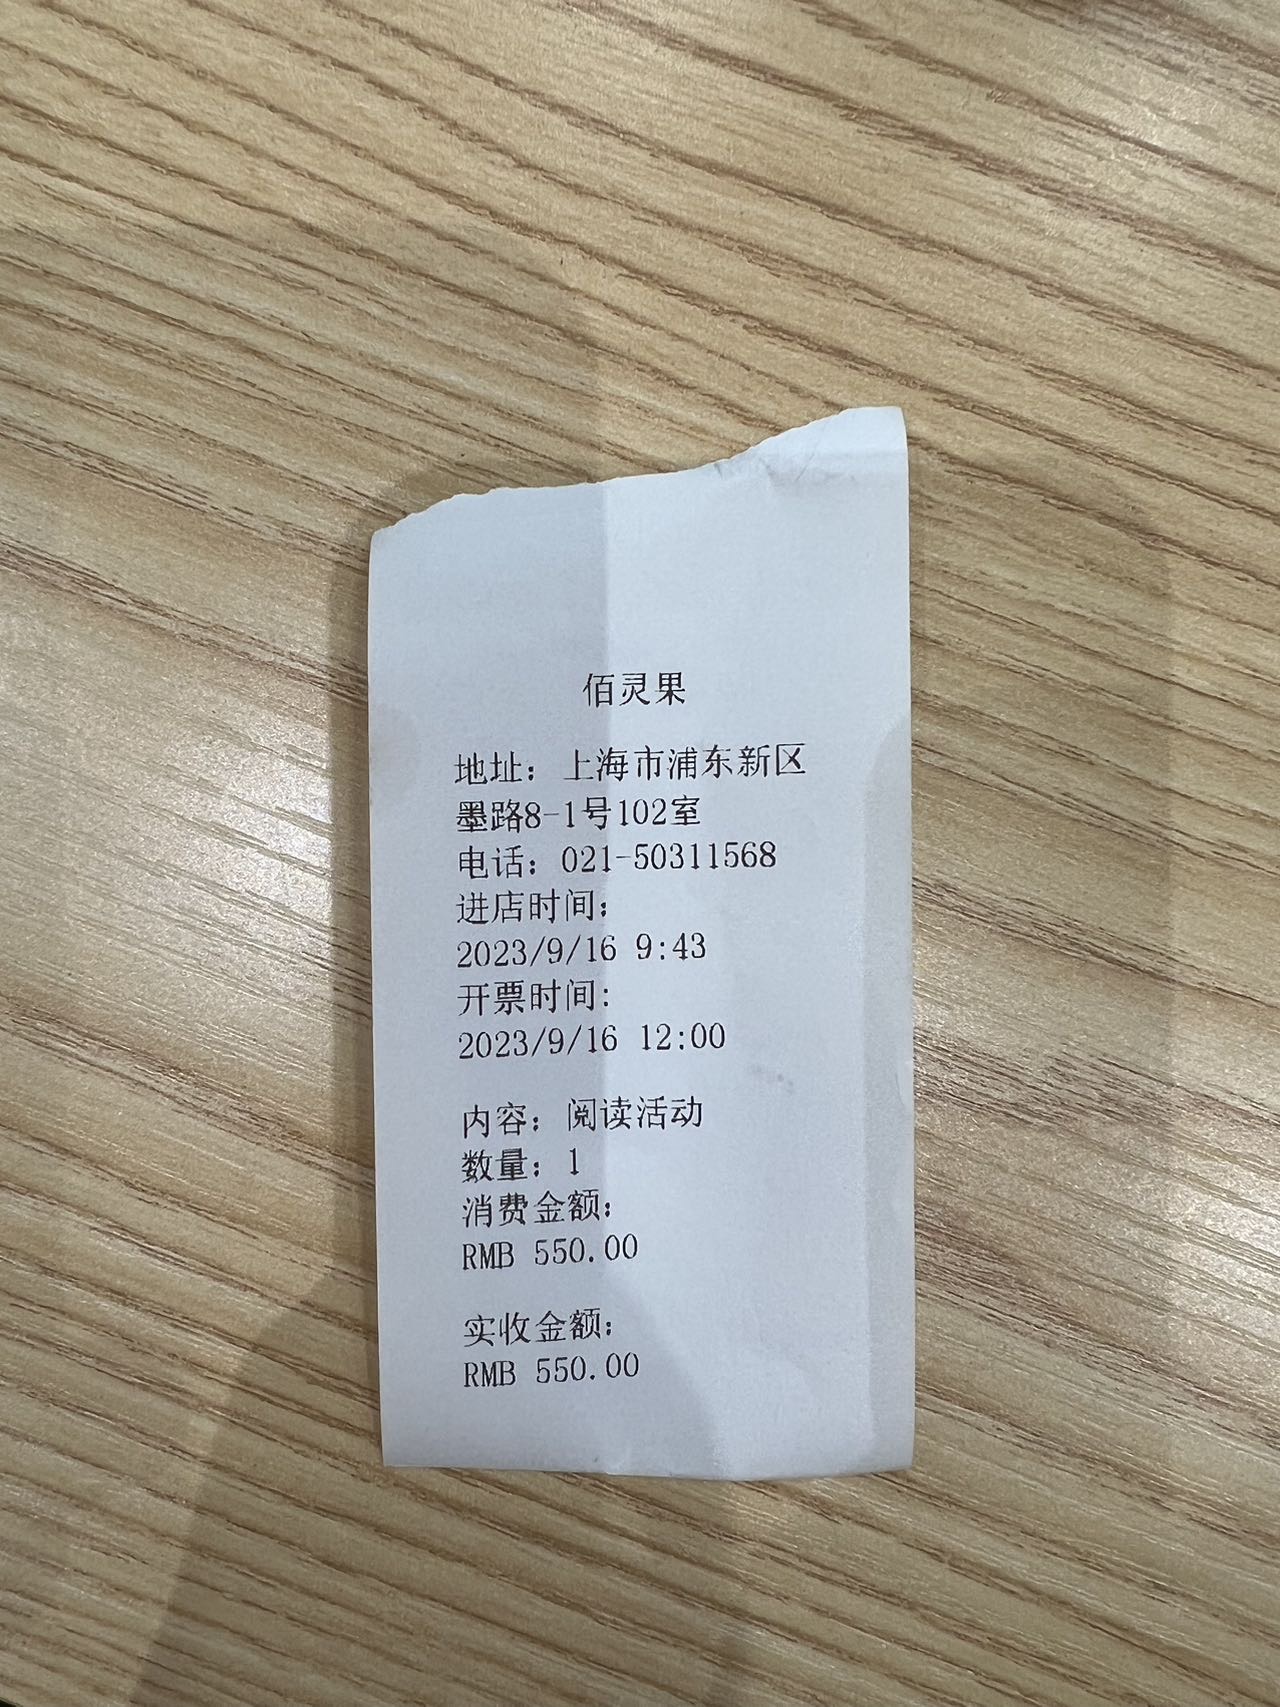 佰灵果
地址：上海市浦东新区
墨路8-1号102室
电话：021-50311568
进店时间：
2023/9/16 9:43
开票时间：
2023/9/16 12:00
内容：阅读活动
数量：1
消费金额：
RMB 550.00
实收金额：
RMB 550.00